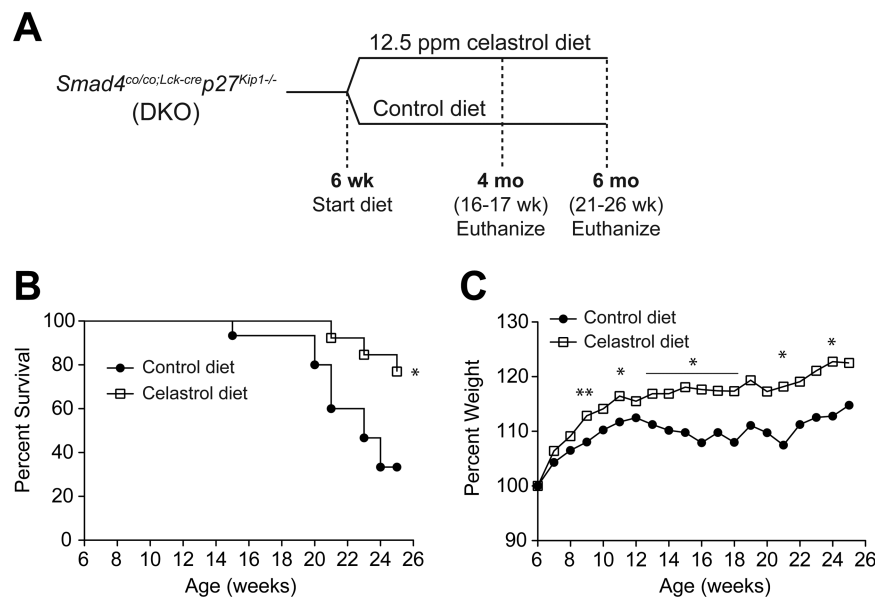 A
12.5 ppm celastrol diet
Smad4co/co;Lck-crep27Kip1-/-
(DKO)
Control diet
6 wk
Start diet
4 mo
(16-17 wk)
Euthanize
6 mo
(21-26 wk)
Euthanize
B
100
80
60
40
20
0
Percent Survival
Control diet
Celastrol diet
*
6 8 10 12 14 16 18 20 22 24 26
Age (weeks)
C
Control diet
Celastrol diet
130
120
110
100
90
Percent Weight
** * * * *
6 8 10 12 14 16 18 20 22 24 26
Age (weeks)